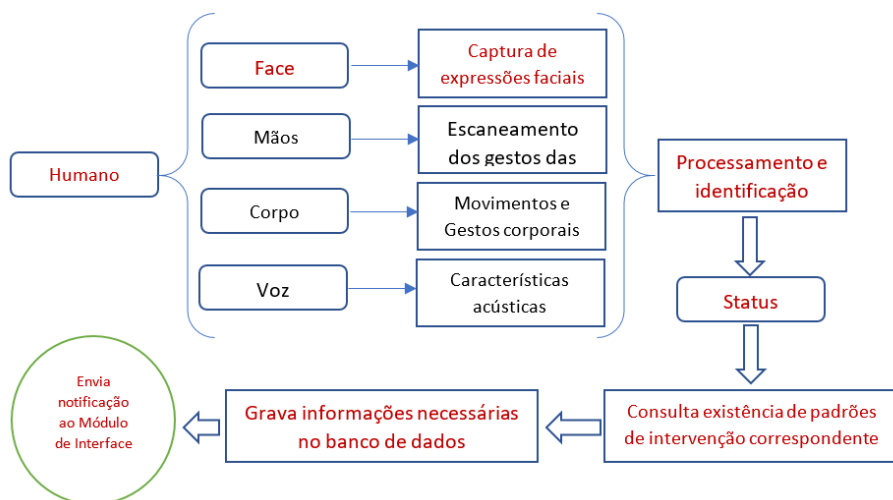 Humano
Face
Captura de
expressões faciais
Mãos
Escaneamento
dos gestos das
Corpo
Movimentos e
Gestos corporais
Voz
Características
acústicas
Processamento e
identificação
Status
Consulta existência de padrões
de intervenção correspondente
Grava informações necessárias
no banco de dados
Envia
notificação
ao Módulo
de Interface